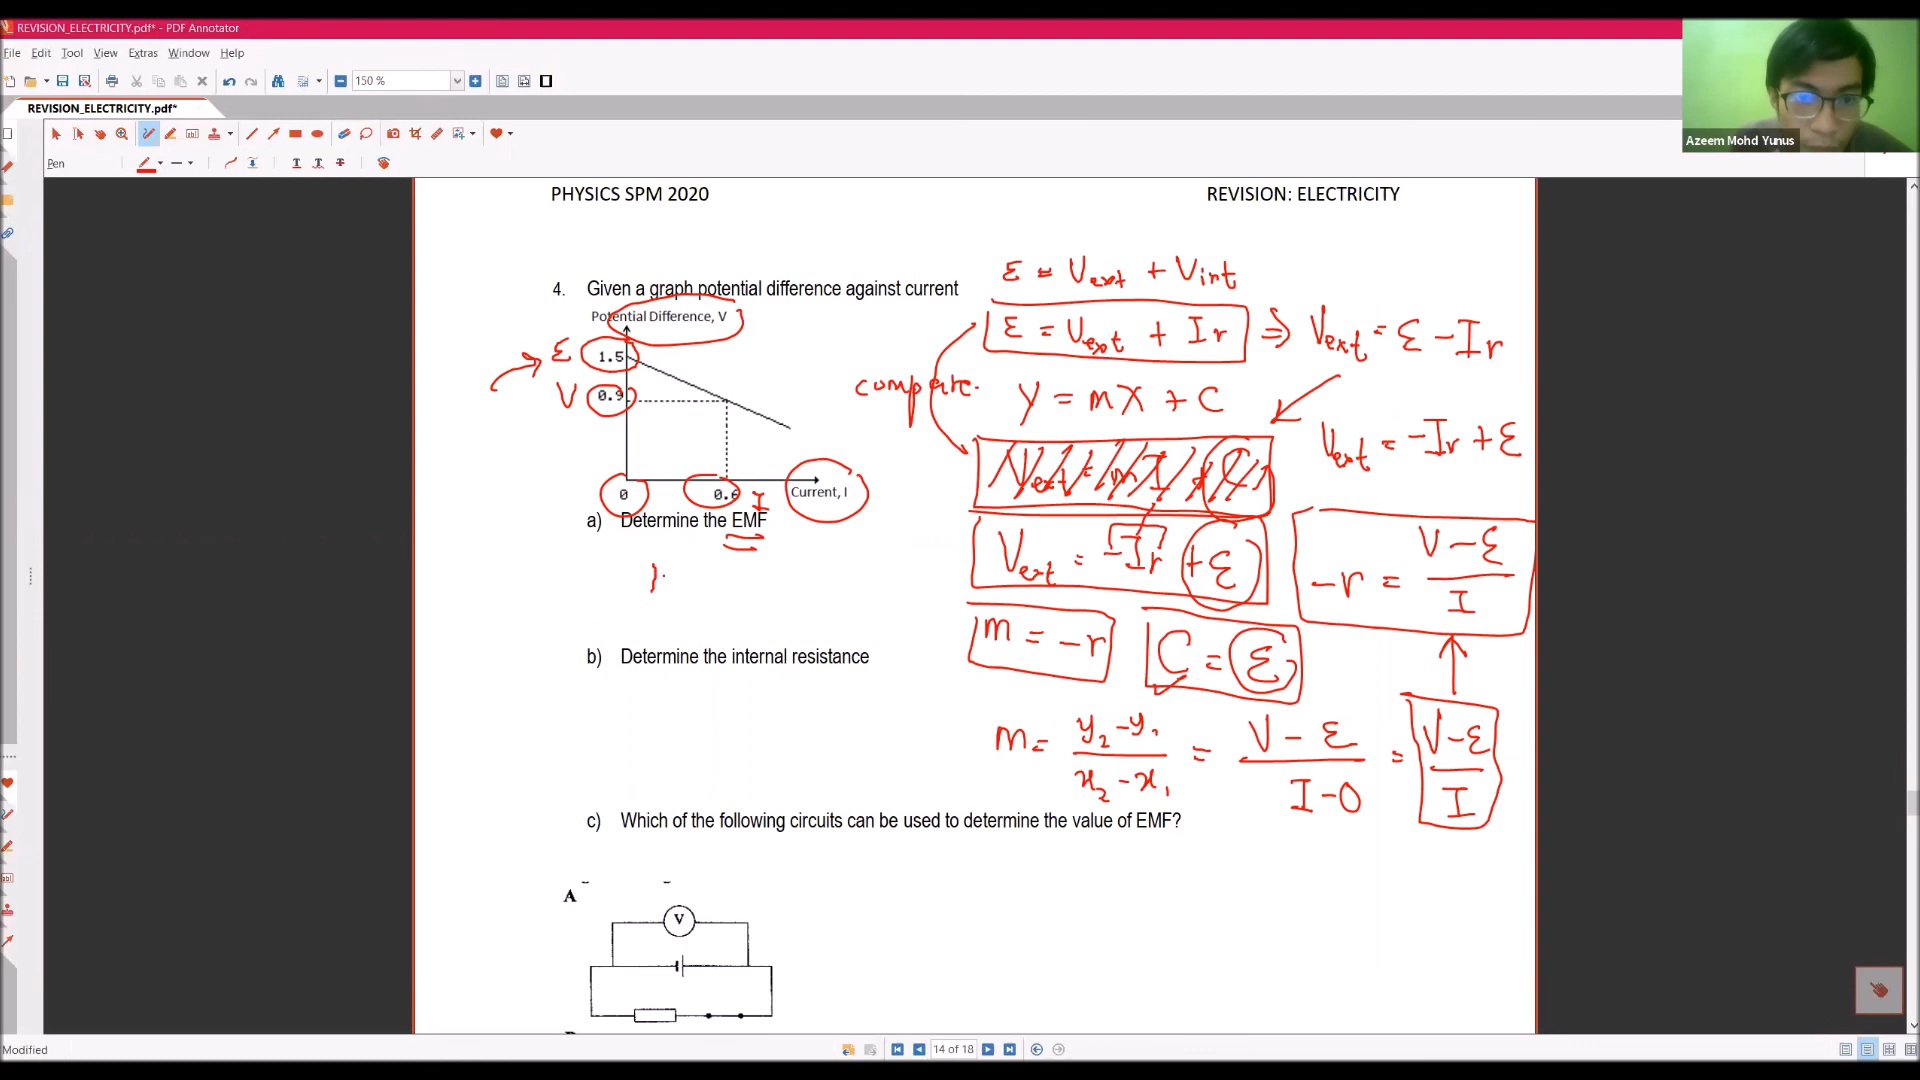 REVISION_ELECTRICITY.pdf* - PDF Annotator
File Edit Tool View Extras Window Help
150 %
REVISION_ELECTRICITY.pdf*
Pen
Azeem Mohd Yunus
PHYSICS SPM 2020
REVISION: ELECTRICITY
4. Given a graph potential difference against current
Potential Difference, V
ε 1.5
V 0.9
0 0.6 I Current, I
ε = Vext + Vint
ε = Vext + Ir ⇒ Vext = ε - Ir
compare.
Y = mX + C
Vext = -Ir + ε
Vext = mI + C
Vext = -Ir + ε
-r = V-ε / I
m = -r
C = ε
m = y2 - y1 / x2 - x1 = V - ε / I - 0 = V-ε / I
a) Determine the EMF
1.
b) Determine the internal resistance
c) Which of the following circuits can be used to determine the value of EMF?
A
V
Modified
14 of 18